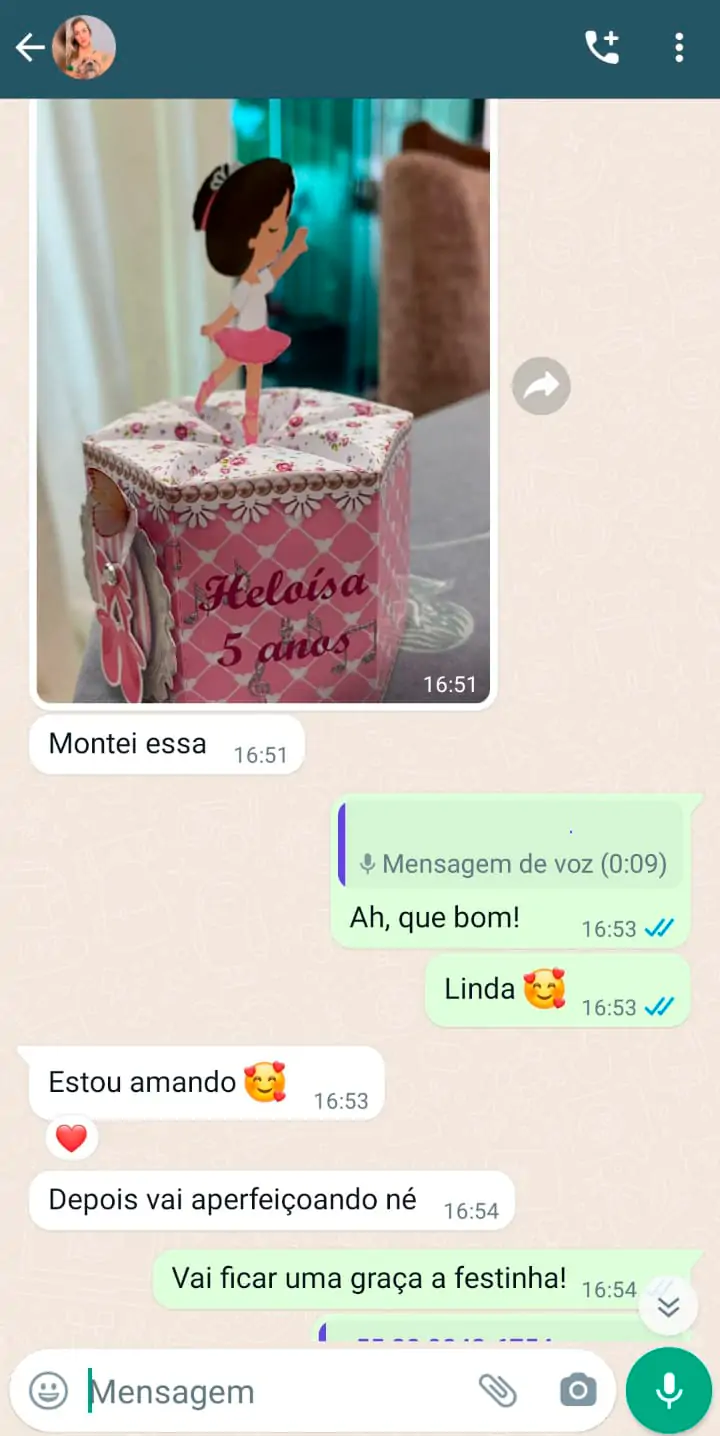 Heloísa
5 anos
16:51
Montei essa 16:51
Mensagem de voz (0:09)
Ah, que bom! 16:53
Linda 🥰 16:53
Estou amando 🥰 16:53
❤️
Depois vai aperfeiçoando né 16:54
Vai ficar uma graça a festinha! 16:54
Mensagem